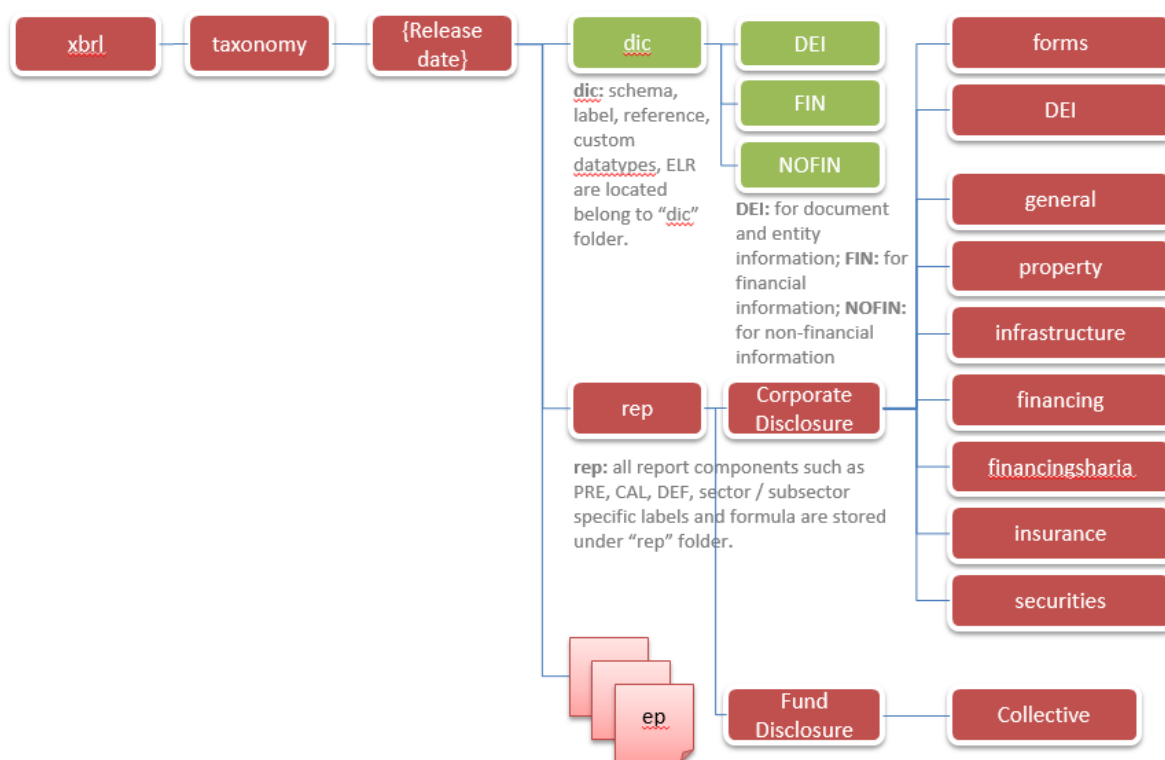 xbrl
taxonomy
{Release
date}
dic
DEI
FIN
NOFIN
dic: schema,
label, reference,
custom
datatypes, ELR
are located
belong to “dic”
folder.
DEI: for document
and entity
information; FIN: for
financial
information; NOFIN:
for non-financial
information
rep
Corporate
Disclosure
rep: all report components such as
PRE, CAL, DEF, sector / subsector
specific labels and formula are stored
under “rep” folder.
forms
DEI
general
property
infrastructure
financing
financingsharia
insurance
securities
ep
Fund
Disclosure
Collective